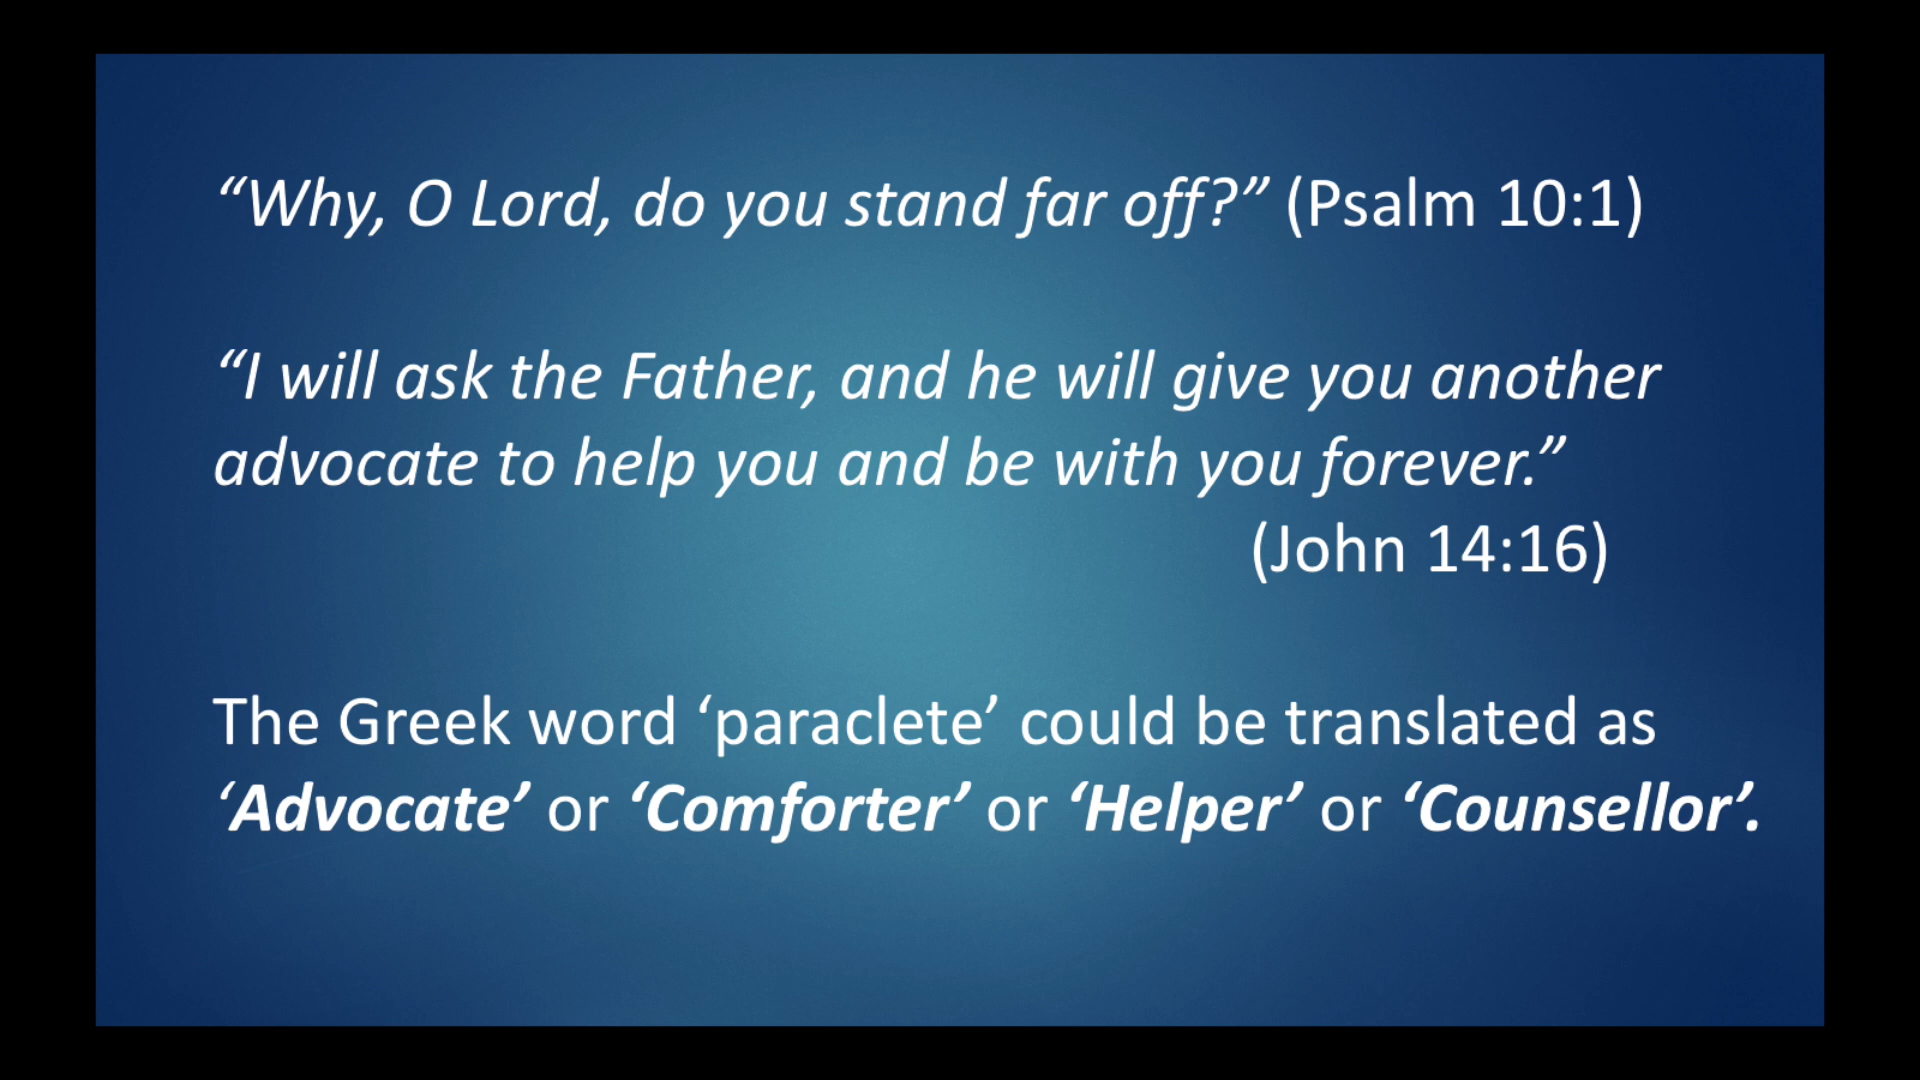 “Why, O Lord, do you stand far off?” (Psalm 10:1)
“I will ask the Father, and he will give you another
advocate to help you and be with you forever.”
(John 14:16)
The Greek word ‘paraclete’ could be translated as
‘Advocate’ or ‘Comforter’ or ‘Helper’ or ‘Counsellor’.